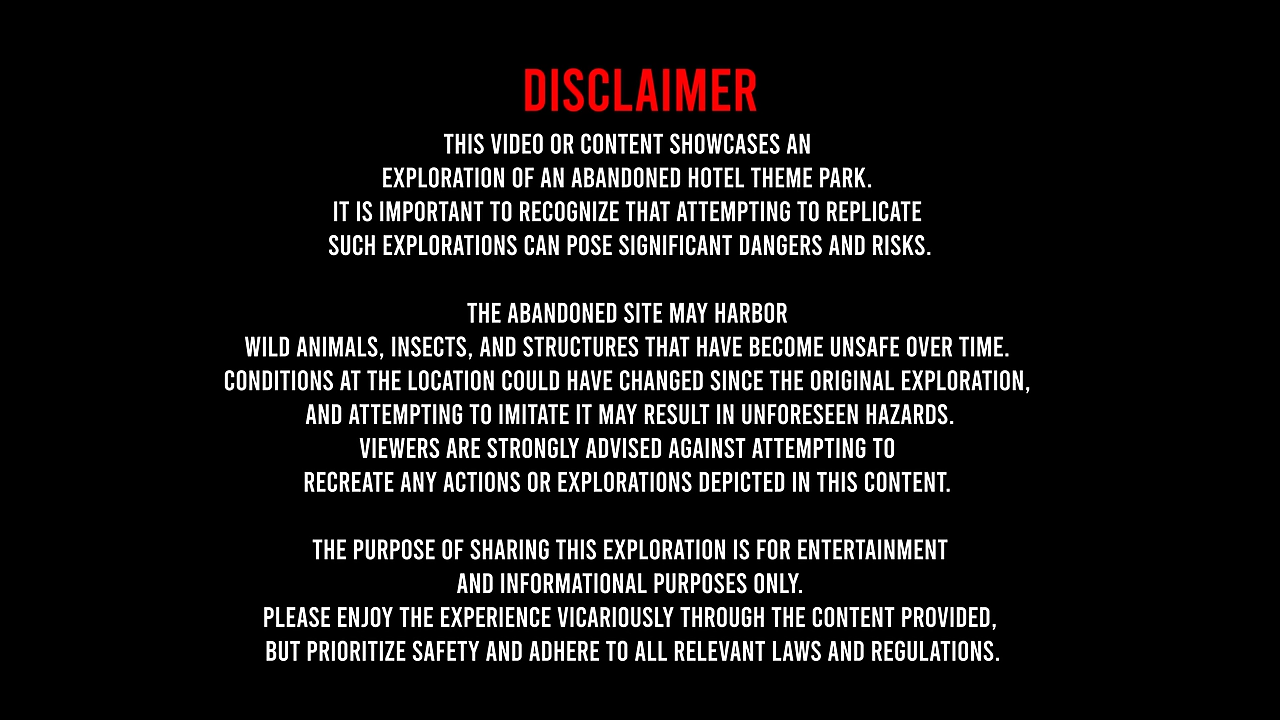 DISCLAIMER
THIS VIDEO OR CONTENT SHOWCASES AN
EXPLORATION OF AN ABANDONED HOTEL THEME PARK.
IT IS IMPORTANT TO RECOGNIZE THAT ATTEMPTING TO REPLICATE
SUCH EXPLORATIONS CAN POSE SIGNIFICANT DANGERS AND RISKS.
THE ABANDONED SITE MAY HARBOR
WILD ANIMALS, INSECTS, AND STRUCTURES THAT HAVE BECOME UNSAFE OVER TIME.
CONDITIONS AT THE LOCATION COULD HAVE CHANGED SINCE THE ORIGINAL EXPLORATION,
AND ATTEMPTING TO IMITATE IT MAY RESULT IN UNFORESEEN HAZARDS.
VIEWERS ARE STRONGLY ADVISED AGAINST ATTEMPTING TO
RECREATE ANY ACTIONS OR EXPLORATIONS DEPICTED IN THIS CONTENT.
THE PURPOSE OF SHARING THIS EXPLORATION IS FOR ENTERTAINMENT
AND INFORMATIONAL PURPOSES ONLY.
PLEASE ENJOY THE EXPERIENCE VICARIOUSLY THROUGH THE CONTENT PROVIDED,
BUT PRIORITIZE SAFETY AND ADHERE TO ALL RELEVANT LAWS AND REGULATIONS.